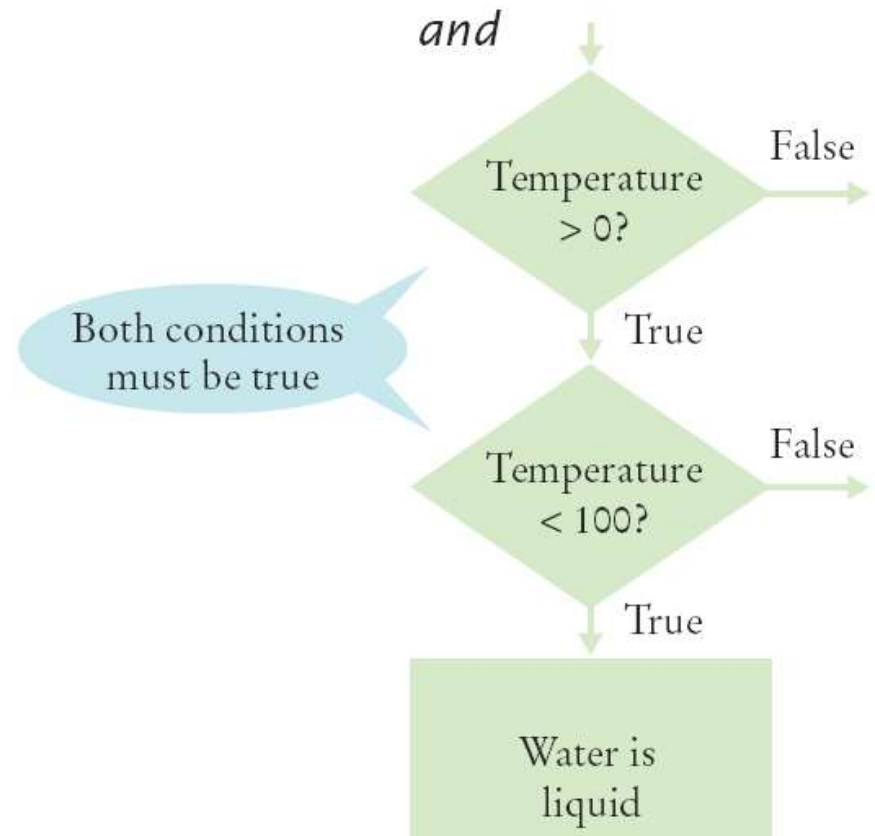 and
Temperature
> 0?
False
Both conditions
must be true
True
Temperature
< 100?
False
True
Water is
liquid